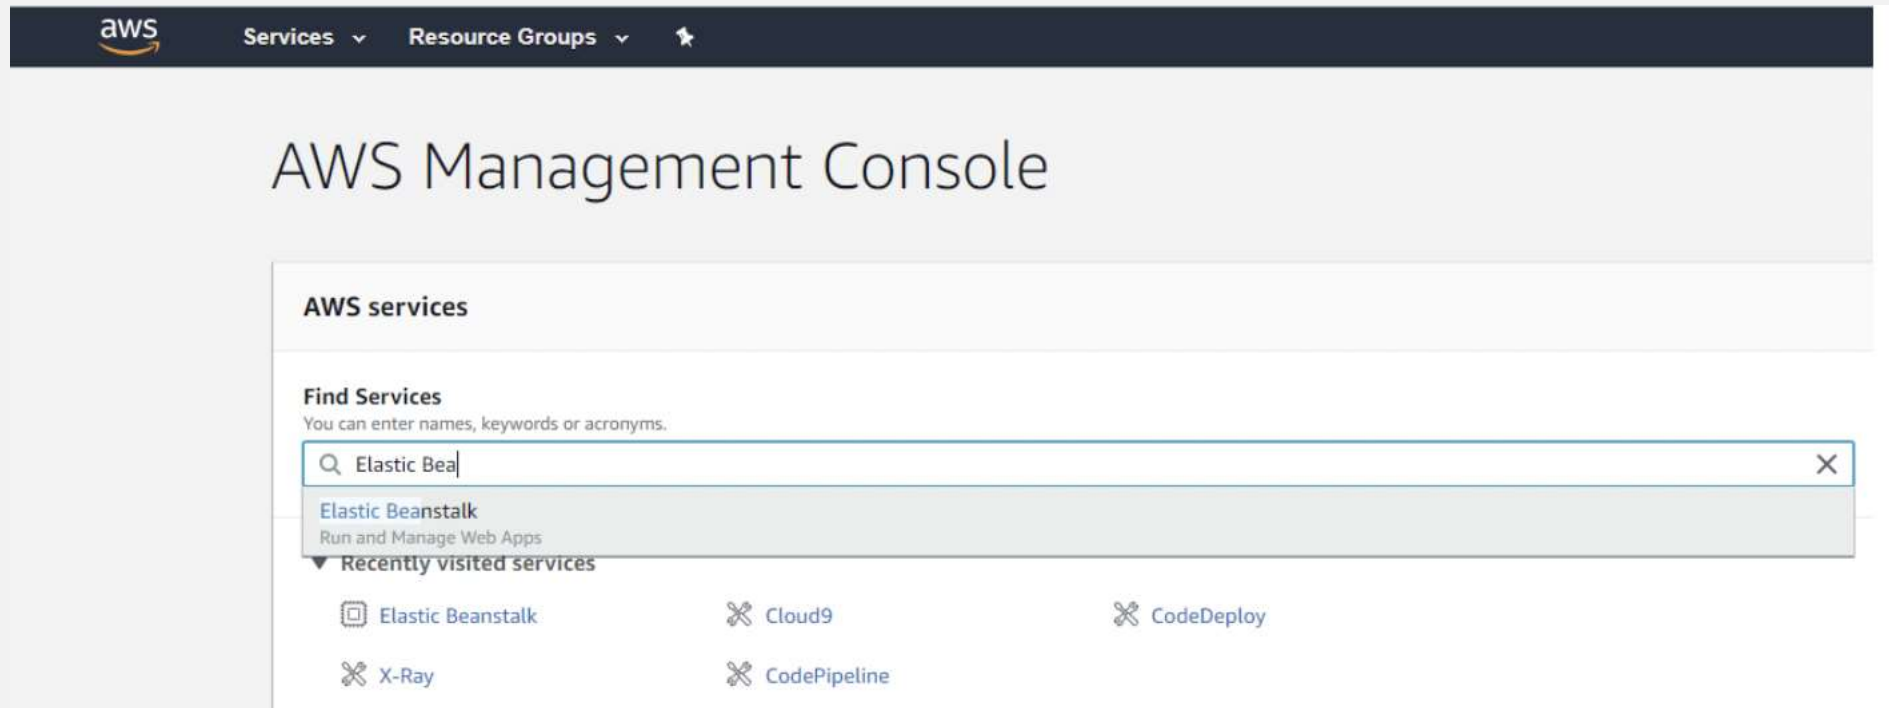 aws
Services Resource Groups
AWS Management Console
AWS services
Find Services
You can enter names, keywords or acronyms.
Elastic Bea
Elastic Beanstalk
Run and Manage Web Apps
Recently visited services
Elastic Beanstalk Cloud9 CodeDeploy
X-Ray CodePipeline